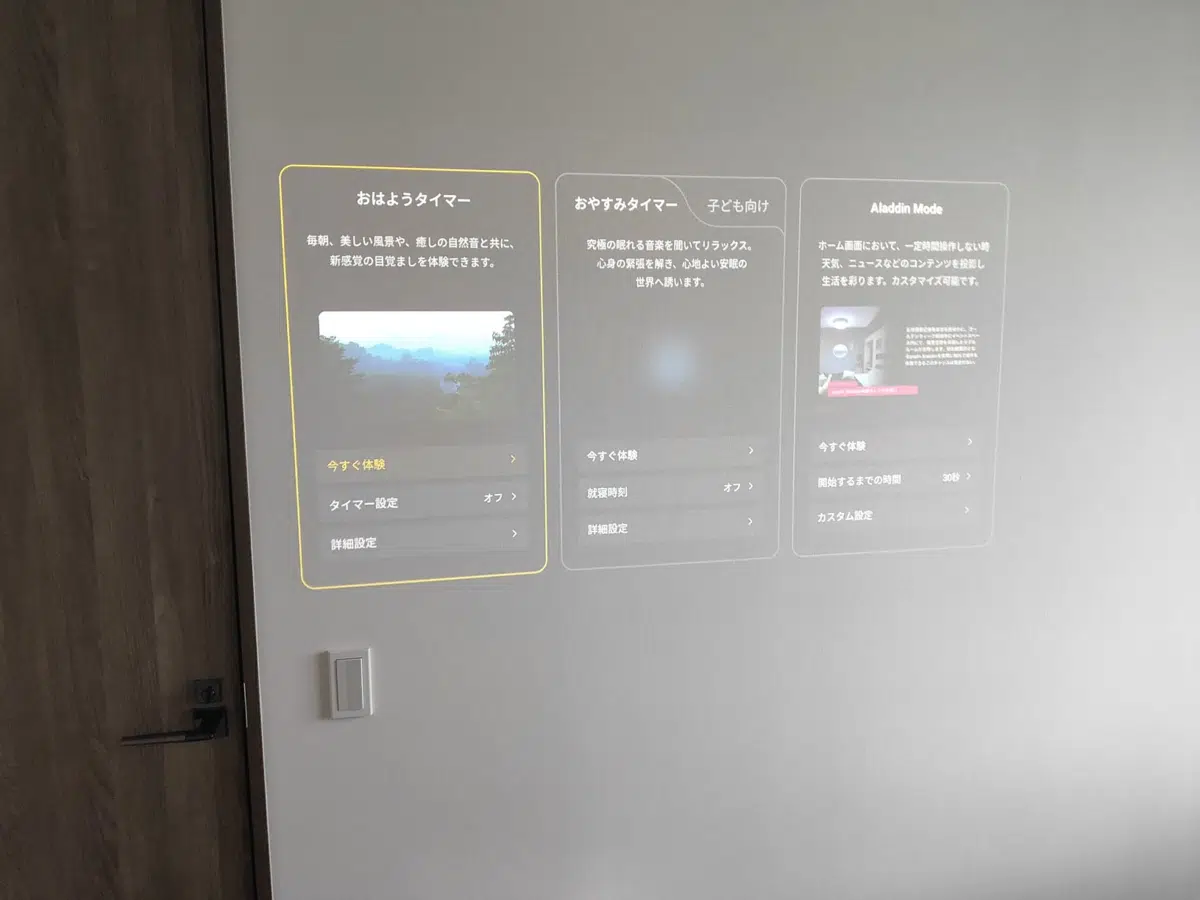 おはようタイマー
毎朝、美しい風景や、癒しの自然音と共に、
新感覚の目覚ましを体験できます。
今すぐ体験
タイマー設定 オフ
詳細設定
おやすみタイマー 子ども向け
究極の眠れる音楽を聞いてリラックス。
心身の緊張を解き、心地よい安眠の
世界へ誘います。
今すぐ体験
就寝時刻 オフ
詳細設定
Aladdin Mode
ホーム画面において、一定時間操作しない時
天気、ニュースなどのコンテンツを投影し
生活を彩ります。カスタマイズ可能です。
今すぐ体験
開始するまでの時間 30秒
カスタム設定